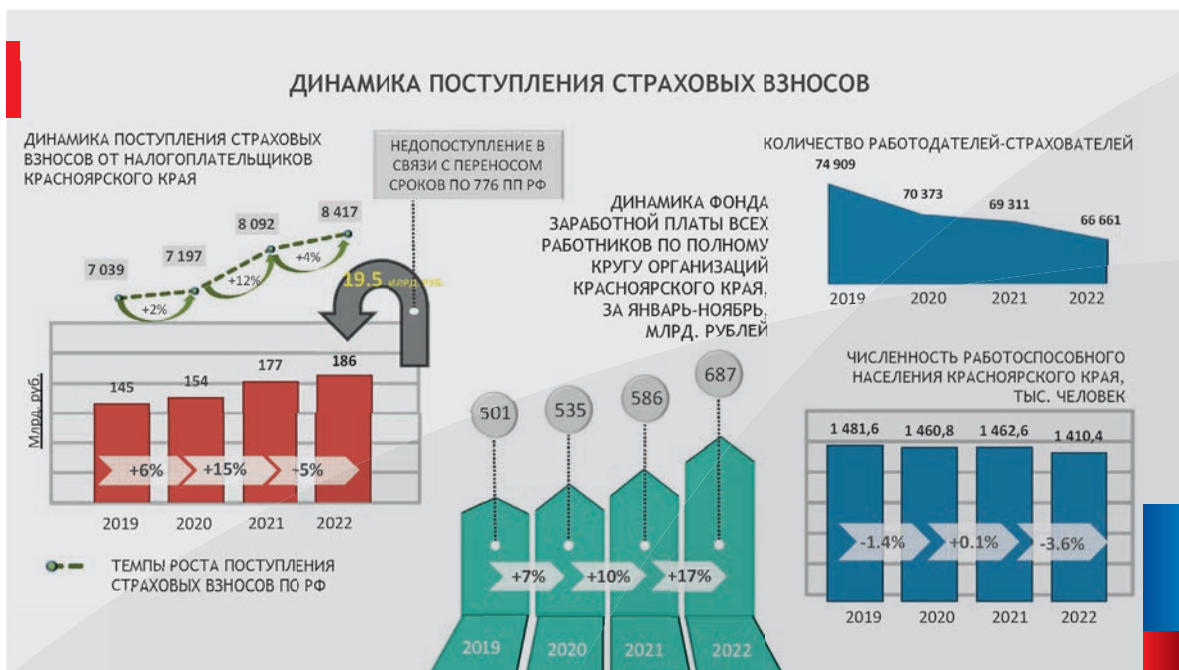 ДИНАМИКА ПОСТУПЛЕНИЯ СТРАХОВЫХ ВЗНОСОВ
ДИНАМИКА ПОСТУПЛЕНИЯ СТРАХОВЫХ
ВЗНОСОВ ОТ НАЛОГОПЛАТЕЛЬЩИКОВ
КРАСНОЯРСКОГО КРАЯ
НЕДОПОСТУПЛЕНИЕ В
СВЯЗИ С ПЕРЕНОСОМ
СРОКОВ ПО 776 ПП РФ
7 039
7 197
8 092
8 417
+2%
+12%
+4%
19.5 МЛРД. РУБ.
Млрд. руб.
145
154
177
186
+6%
+15%
~5%
2019
2020
2021
2022
ТЕМПЫ РОСТА ПОСТУПЛЕНИЯ
СТРАХОВЫХ ВЗНОСОВ ПО РФ
ДИНАМИКА ФОНДА
ЗАРАБОТНОЙ ПЛАТЫ ВСЕХ
РАБОТНИКОВ ПО ПОЛНОМУ
КРУГУ ОРГАНИЗАЦИЙ
КРАСНОЯРСКОГО КРАЯ,
ЗА ЯНВАРЬ-НОЯБРЬ,
МЛРД. РУБЛЕЙ
501
535
586
687
+7%
+10%
+17%
2019
2020
2021
2022
КОЛИЧЕСТВО РАБОТОДАТЕЛЕЙ-СТРАХОВАТЕЛЕЙ
74 909
70 373
69 311
66 661
2019
2020
2021
2022
ЧИСЛЕННОСТЬ РАБОТОСПОСОБНОГО
НАСЕЛЕНИЯ КРАСНОЯРСКОГО КРАЯ,
ТЫС. ЧЕЛОВЕК
1 481,6
1 460,8
1 462,6
1 410,4
-1.4%
+0.1%
-3.6%
2019
2020
2021
2022